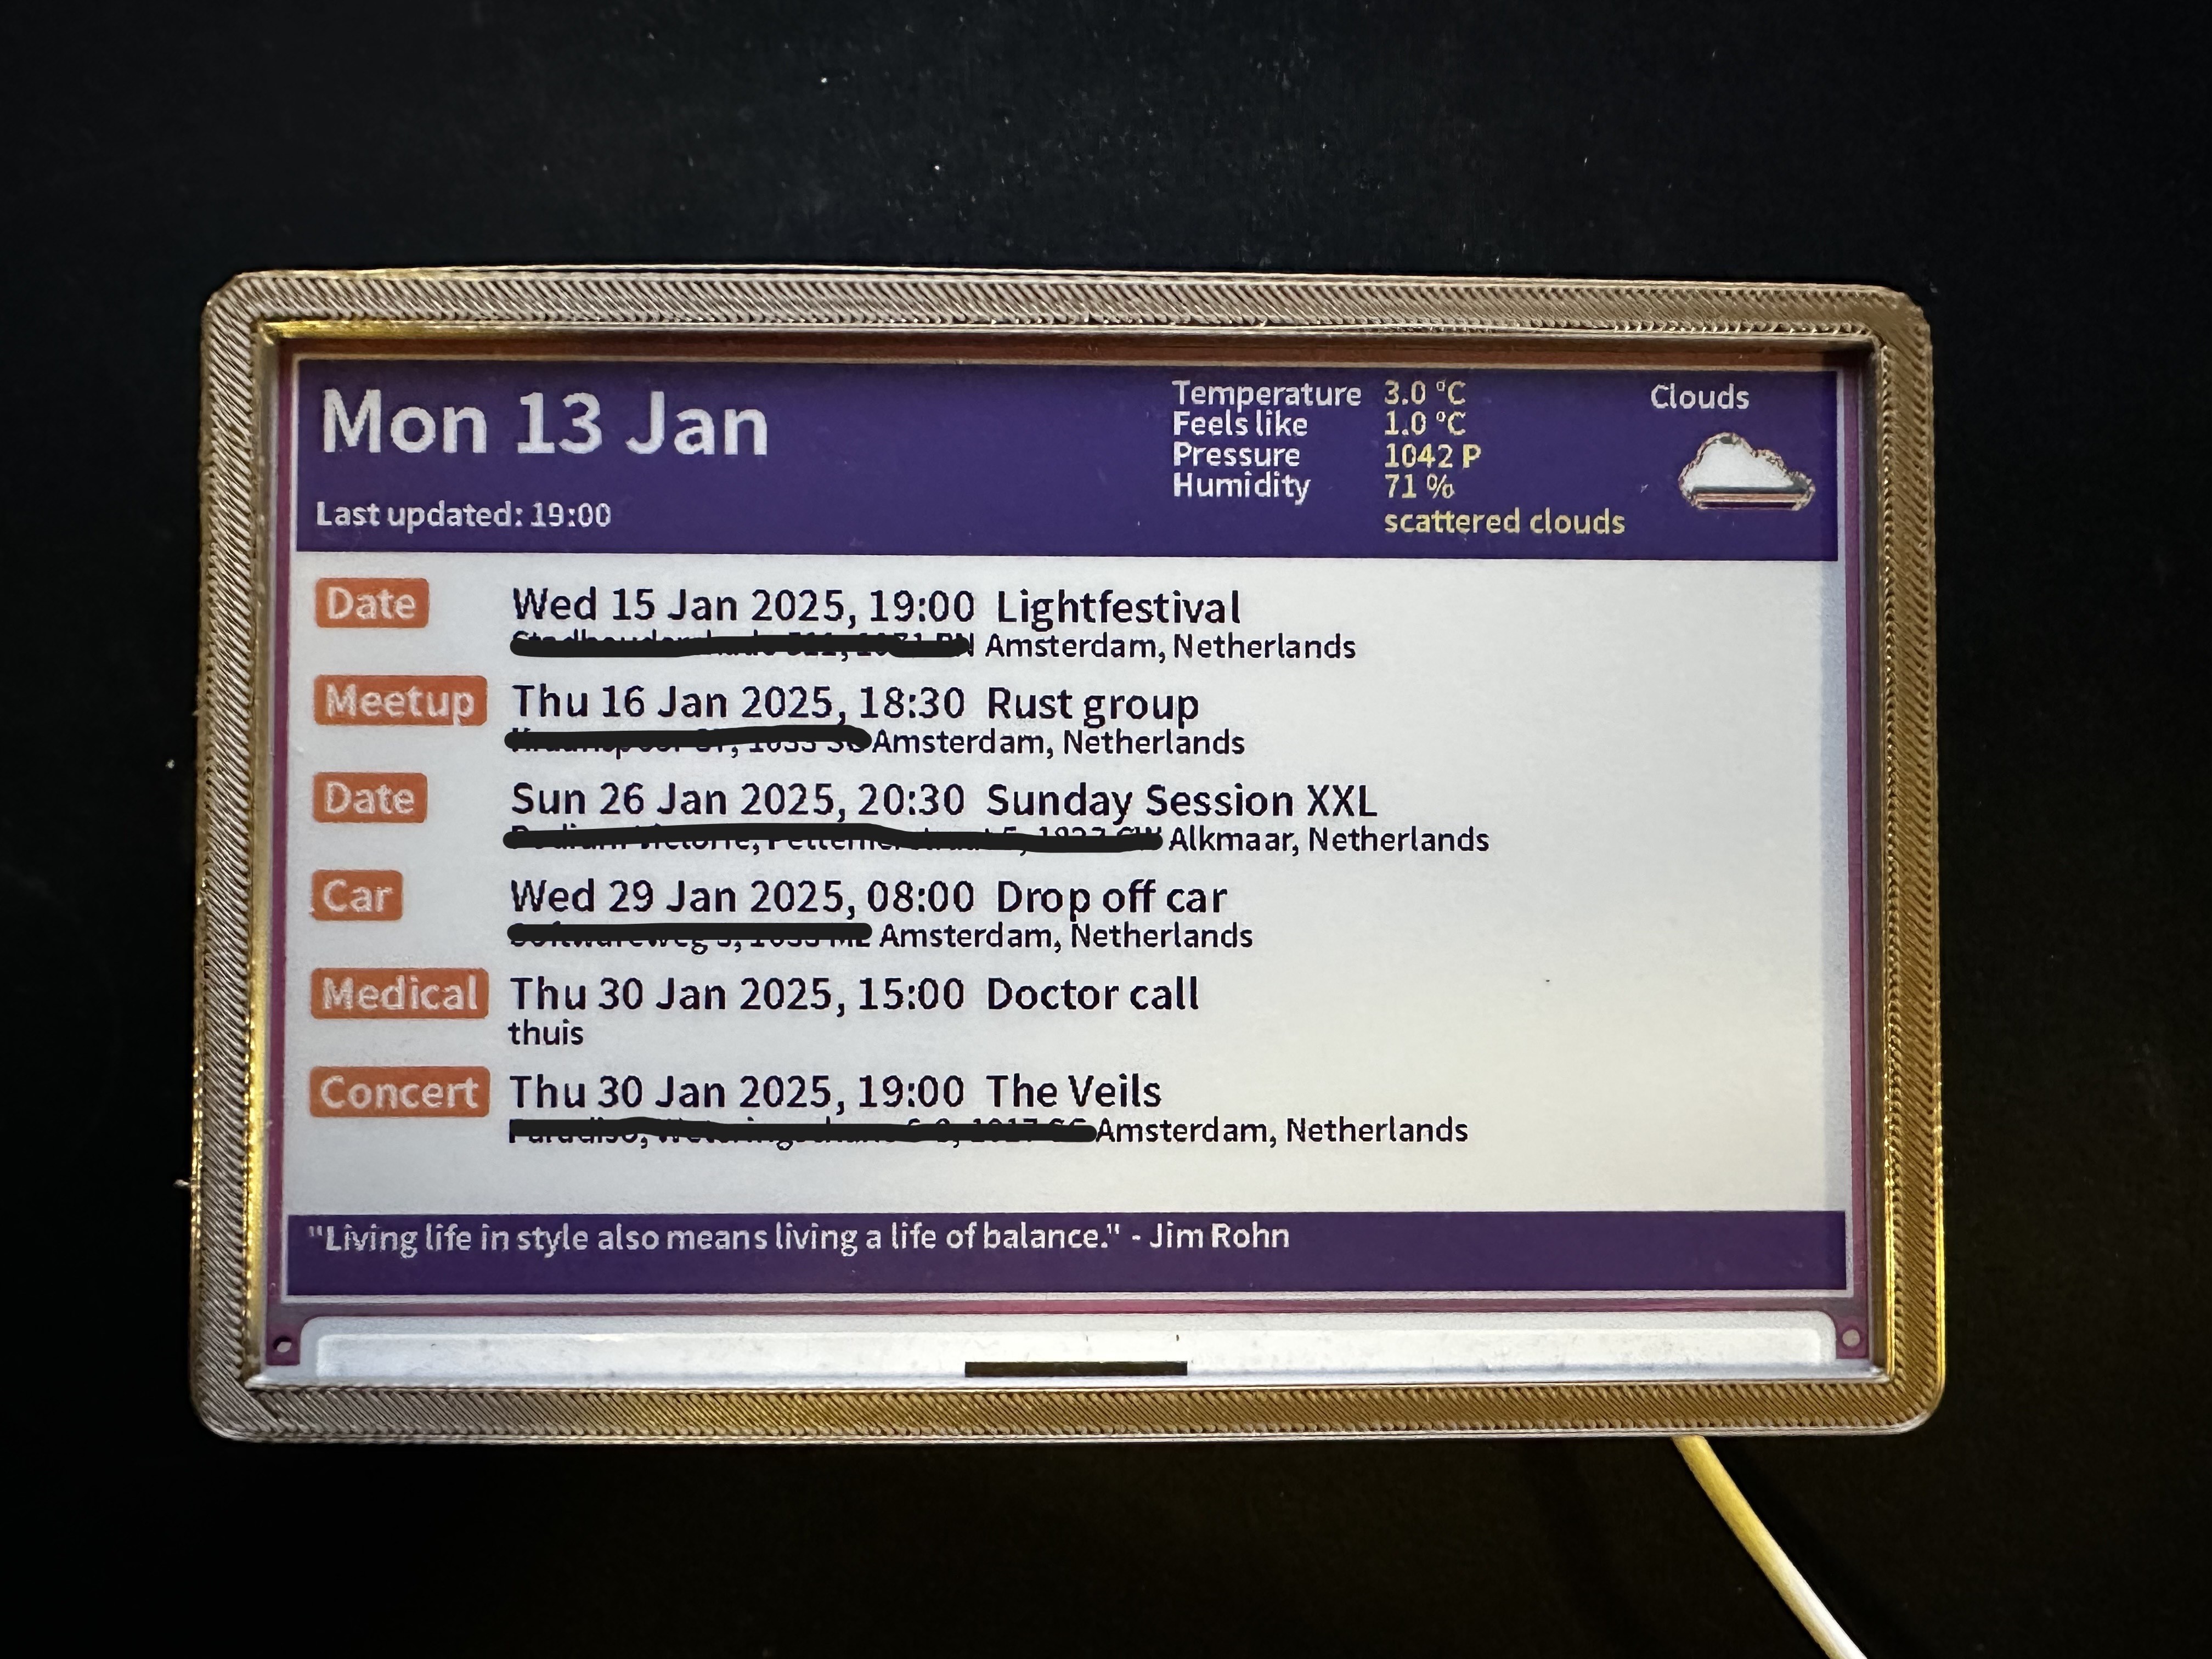 Mon 13 Jan
Last updated: 19:00
Temperature 3.0 °C
Feels like 1.0 °C
Pressure 1042 P
Humidity 71 %
scattered clouds
Clouds
Date Wed 15 Jan 2025, 19:00 Lightfestival
Amsterdam, Netherlands
Meetup Thu 16 Jan 2025, 18:30 Rust group
Amsterdam, Netherlands
Date Sun 26 Jan 2025, 20:30 Sunday Session XXL
Alkmaar, Netherlands
Car Wed 29 Jan 2025, 08:00 Drop off car
Amsterdam, Netherlands
Medical Thu 30 Jan 2025, 15:00 Doctor call
thuis
Concert Thu 30 Jan 2025, 19:00 The Veils
Amsterdam, Netherlands
"Living life in style also means living a life of balance." - Jim Rohn